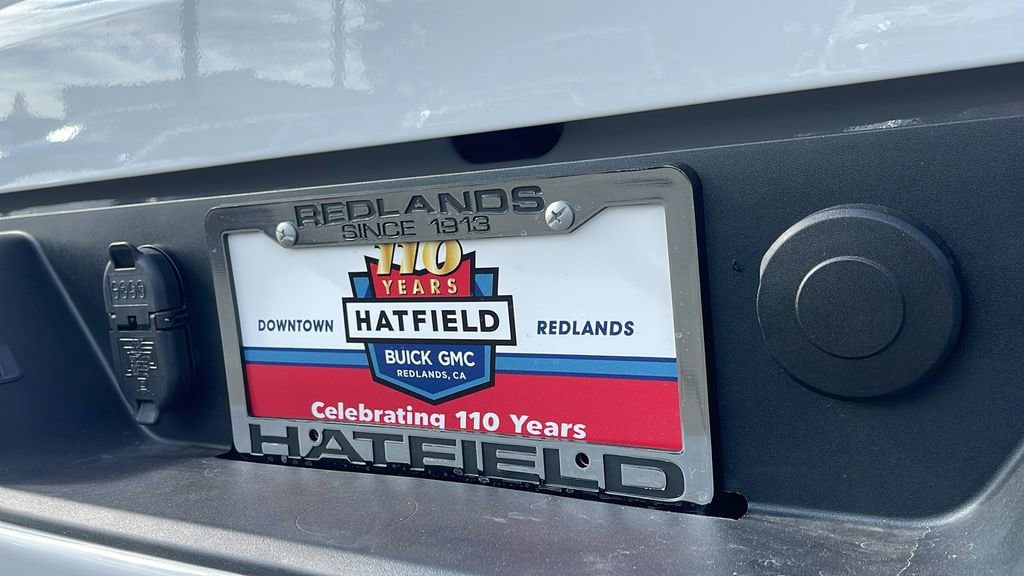 REDLANDS
SINCE 1913
110
YEARS
DOWNTOWN HATFIELD REDLANDS
BUICK GMC
REDLANDS, CA
Celebrating 110 Years
HATFIELD